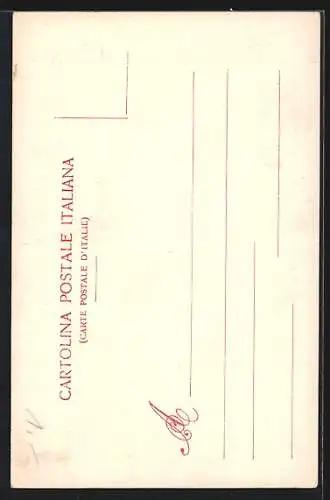 CARTOLINA POSTALE ITALIANA
(CARTE POSTALE D'ITALIE)
A